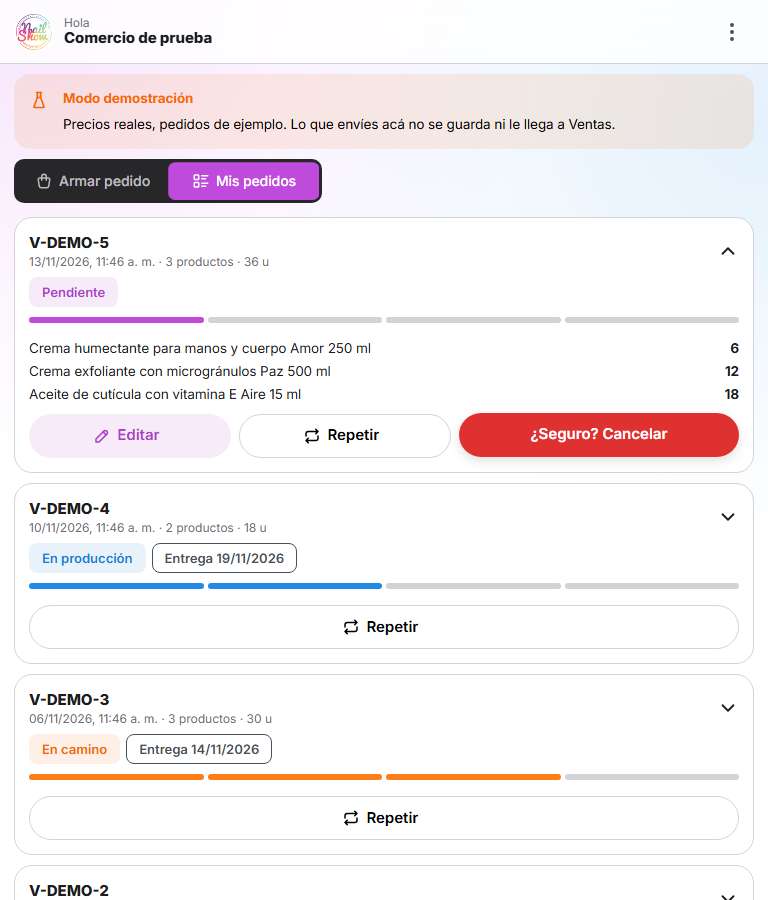 Nail Show
Hola
Comercio de prueba
Modo demostración
Precios reales, pedidos de ejemplo. Lo que envíes acá no se guarda ni le llega a Ventas.
Armar pedido
Mis pedidos
V-DEMO-5
13/11/2026, 11:46 a. m. · 3 productos · 36 u
Pendiente
Crema humectante para manos y cuerpo Amor 250 ml 6
Crema exfoliante con microgránulos Paz 500 ml 12
Aceite de cutícula con vitamina E Aire 15 ml 18
Editar
Repetir
¿Seguro? Cancelar
V-DEMO-4
10/11/2026, 11:46 a. m. · 2 productos · 18 u
En producción
Entrega 19/11/2026
Repetir
V-DEMO-3
06/11/2026, 11:46 a. m. · 3 productos · 30 u
En camino
Entrega 14/11/2026
Repetir
V-DEMO-2